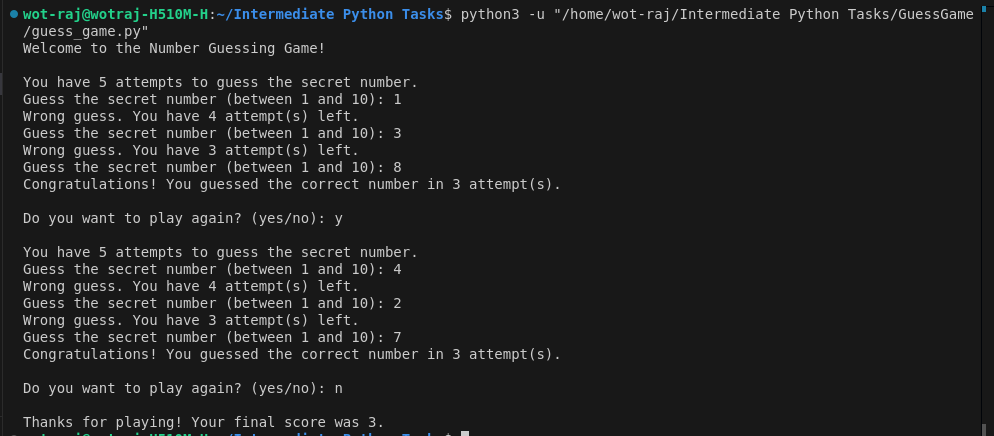 wot-raj@wotraj-H510M-H:~/Intermediate Python Tasks$ python3 -u "/home/wot-raj/Intermediate Python Tasks/GuessGame
/guess_game.py"
Welcome to the Number Guessing Game!
You have 5 attempts to guess the secret number.
Guess the secret number (between 1 and 10): 1
Wrong guess. You have 4 attempt(s) left.
Guess the secret number (between 1 and 10): 3
Wrong guess. You have 3 attempt(s) left.
Guess the secret number (between 1 and 10): 8
Congratulations! You guessed the correct number in 3 attempt(s).
Do you want to play again? (yes/no): y
You have 5 attempts to guess the secret number.
Guess the secret number (between 1 and 10): 4
Wrong guess. You have 4 attempt(s) left.
Guess the secret number (between 1 and 10): 2
Wrong guess. You have 3 attempt(s) left.
Guess the secret number (between 1 and 10): 7
Congratulations! You guessed the correct number in 3 attempt(s).
Do you want to play again? (yes/no): n
Thanks for playing! Your final score was 3.
wot-raj@wotraj-H510M-H:~/Intermediate Python Tasks$